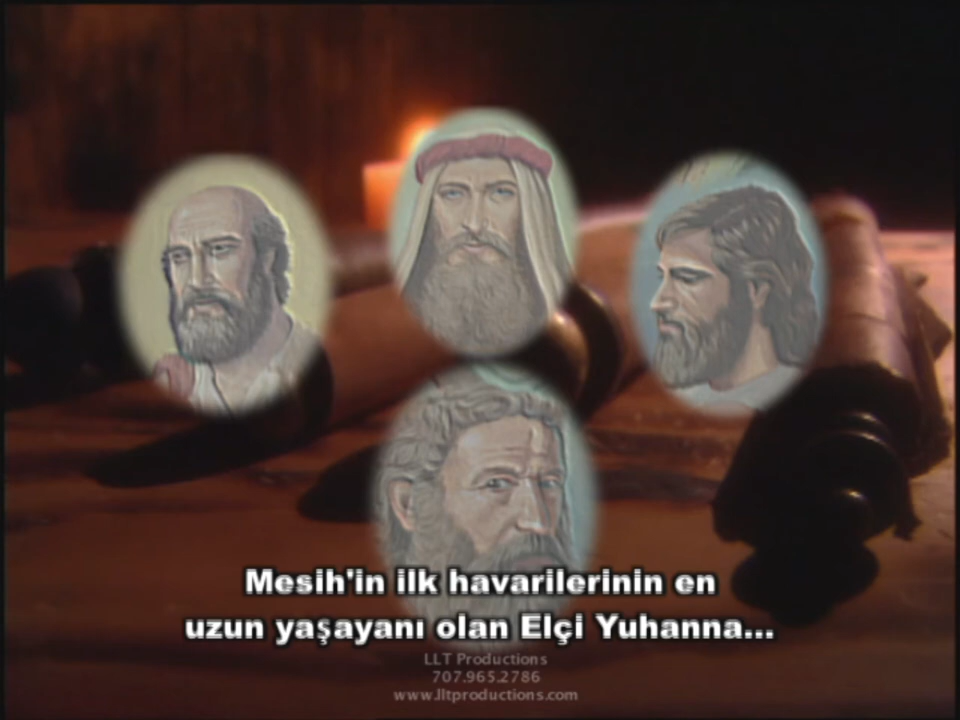 Mesih'in ilk havarilerinin en
uzun yaşayanı olan Elçi Yuhanna...
LLT Productions
707.965.2786
www.lltproductions.com